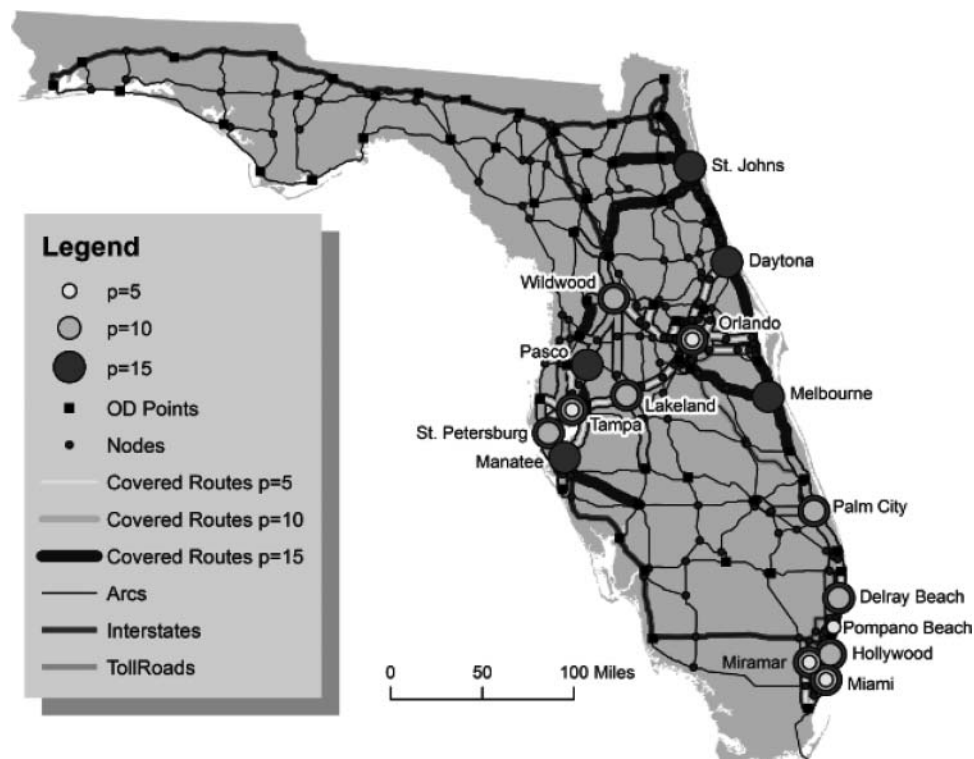 St. Johns
Daytona
Wildwood
Orlando
Pasco
Melbourne
Lakeland
Tampa
St. Petersburg
Manatee
Palm City
Delray Beach
Pompano Beach
Hollywood
Miramar
Miami
Legend
p=5
p=10
p=15
OD Points
Nodes
Covered Routes p=5
Covered Routes p=10
Covered Routes p=15
Arcs
Interstates
TollRoads
0 50 100 Miles